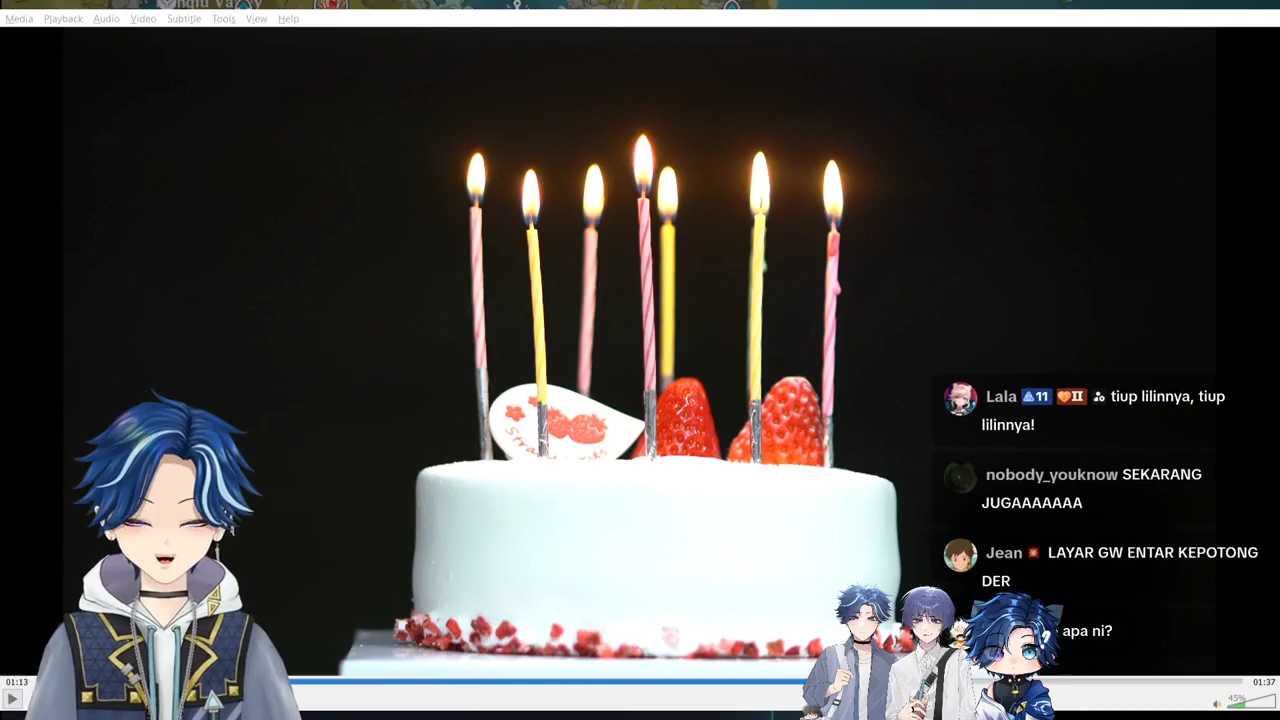 Media Playback Audio Video Subtitle Tools View Help
Lala 11 II tiup lilinnya, tiup
lilinnya!
nobody_youknow SEKARANG
JUGAAAAAAA
Jean LAYAR GW ENTAR KEPOTONG
DER
apa ni?
01:13
01:37
45%